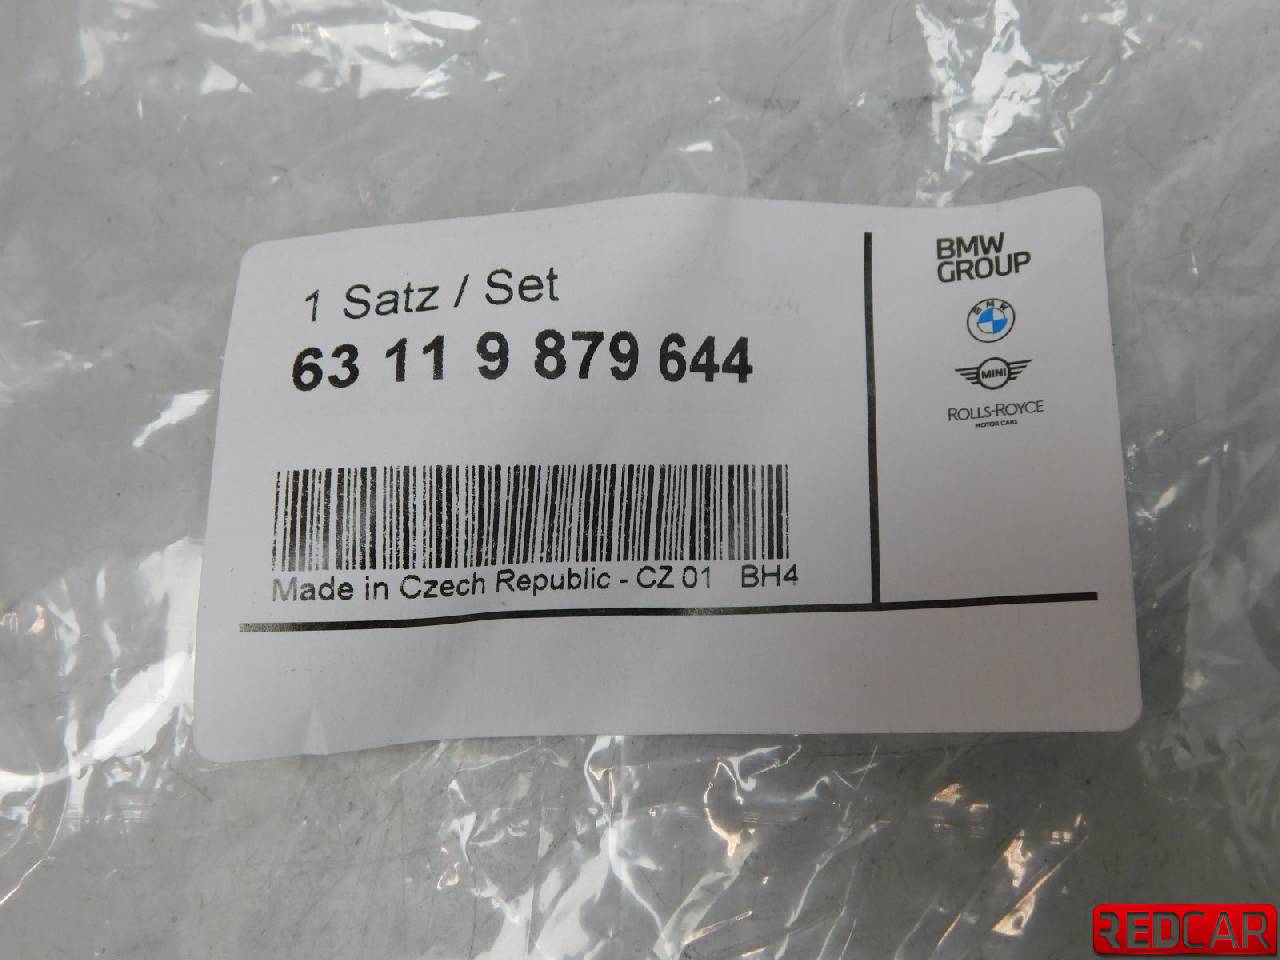 1 Satz / Set
63 11 9 879 644
Made in Czech Republic - CZ 01 BH4
BMW
GROUP
BMW
MINI
ROLLS-ROYCE
MOTOR CARS
REDCAR